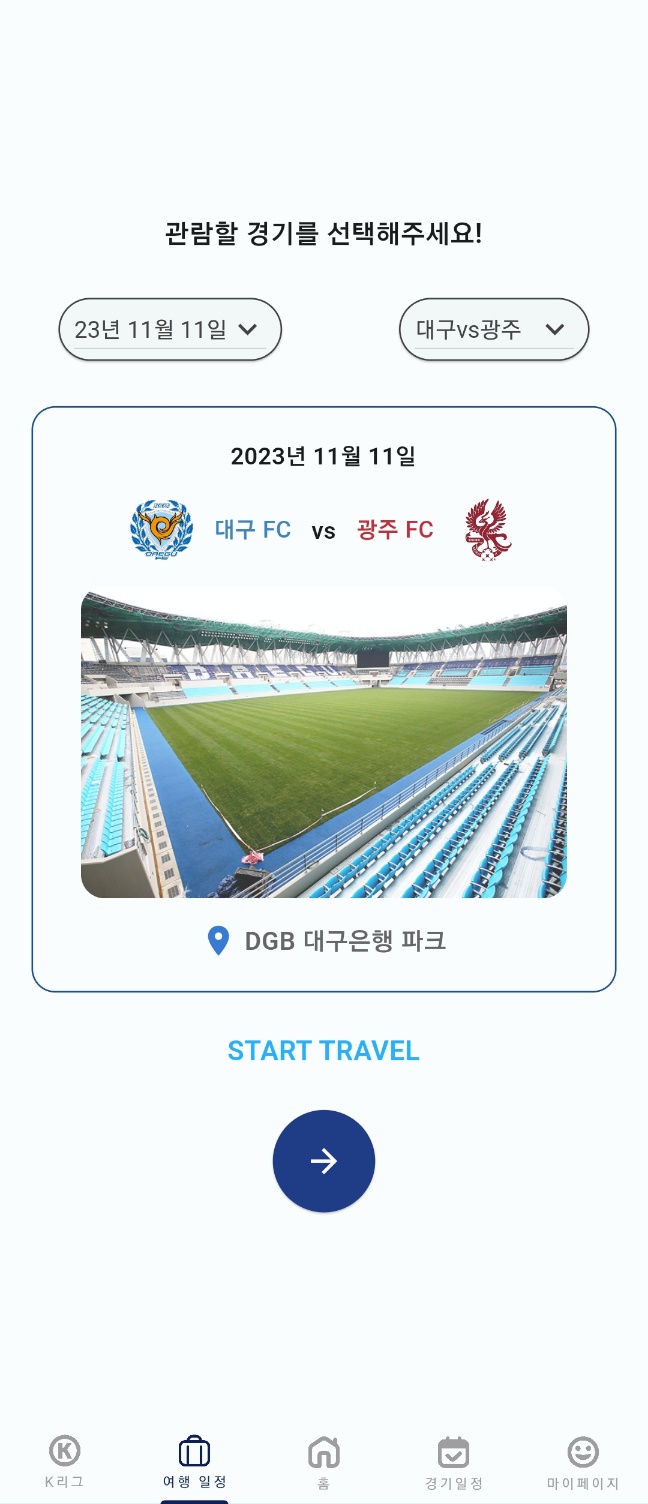 관람할 경기를 선택해주세요!
23년 11월 11일
대구vs광주
2023년 11월 11일
대구 FC vs 광주 FC
DAEGU
DGB 대구은행 파크
START TRAVEL
K리그
여행 일정
홈
경기일정
마이페이지